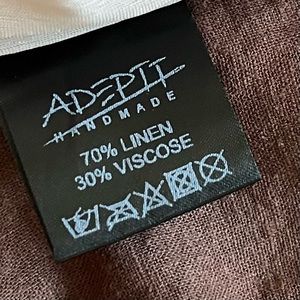 ADEPTT
HANDMADE
70% LINEN
30% VISCOSE